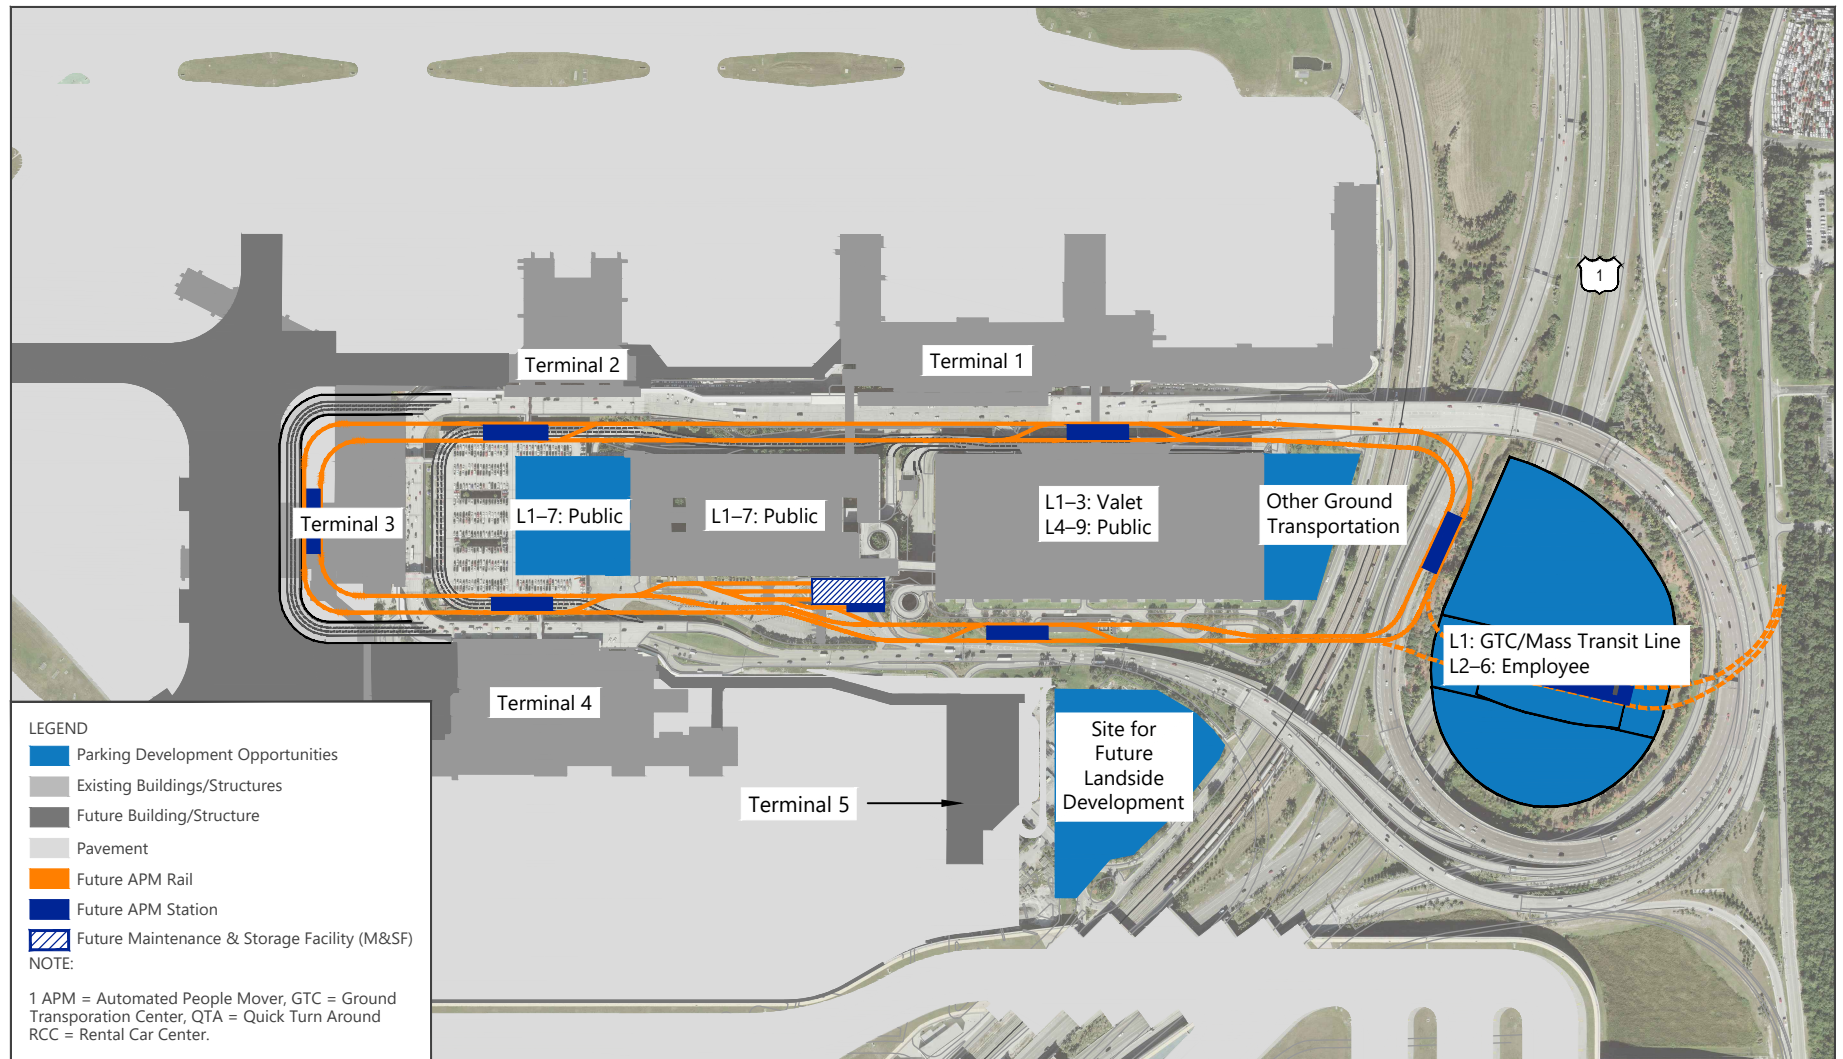 1
Terminal 2
Terminal 1
Terminal 3
L1–7: Public
L1–7: Public
L1–3: Valet
L4–9: Public
Other Ground
Transportation
L1: GTC/Mass Transit Line
L2–6: Employee
Terminal 4
Site for
Future
Landside
Development
Terminal 5
LEGEND
Parking Development Opportunities
Existing Buildings/Structures
Future Building/Structure
Pavement
Future APM Rail
Future APM Station
Future Maintenance & Storage Facility (M&SF)
NOTE:
1 APM = Automated People Mover, GTC = Ground
Transporation Center, QTA = Quick Turn Around
RCC = Rental Car Center.